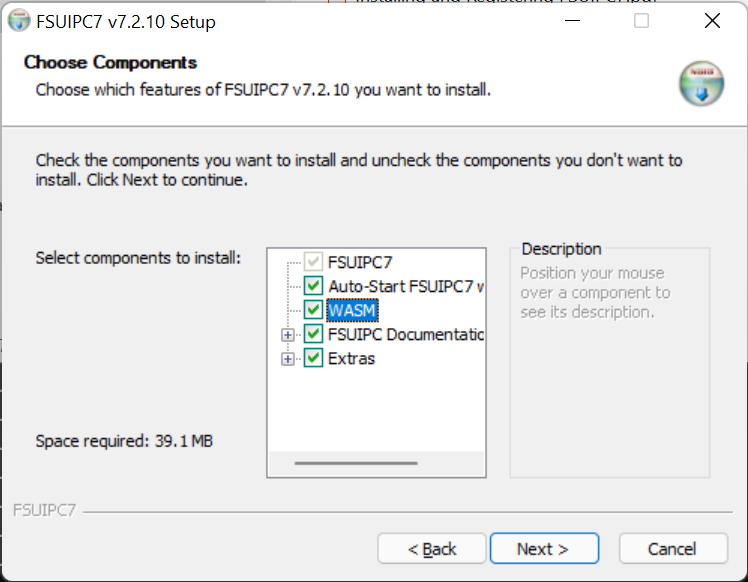 FSUIPC7 v7.2.10 Setup
Choose Components
Choose which features of FSUIPC7 v7.2.10 you want to install.
Check the components you want to install and uncheck the components you don't want to
install. Click Next to continue.
Select components to install:
FSUIPC7
Auto-Start FSUIPC7 w
WASM
FSUIPC Documentatic
Extras
Description
Position your mouse
over a component to
see its description.
Space required: 39.1 MB
FSUIPC7
< Back
Next >
Cancel